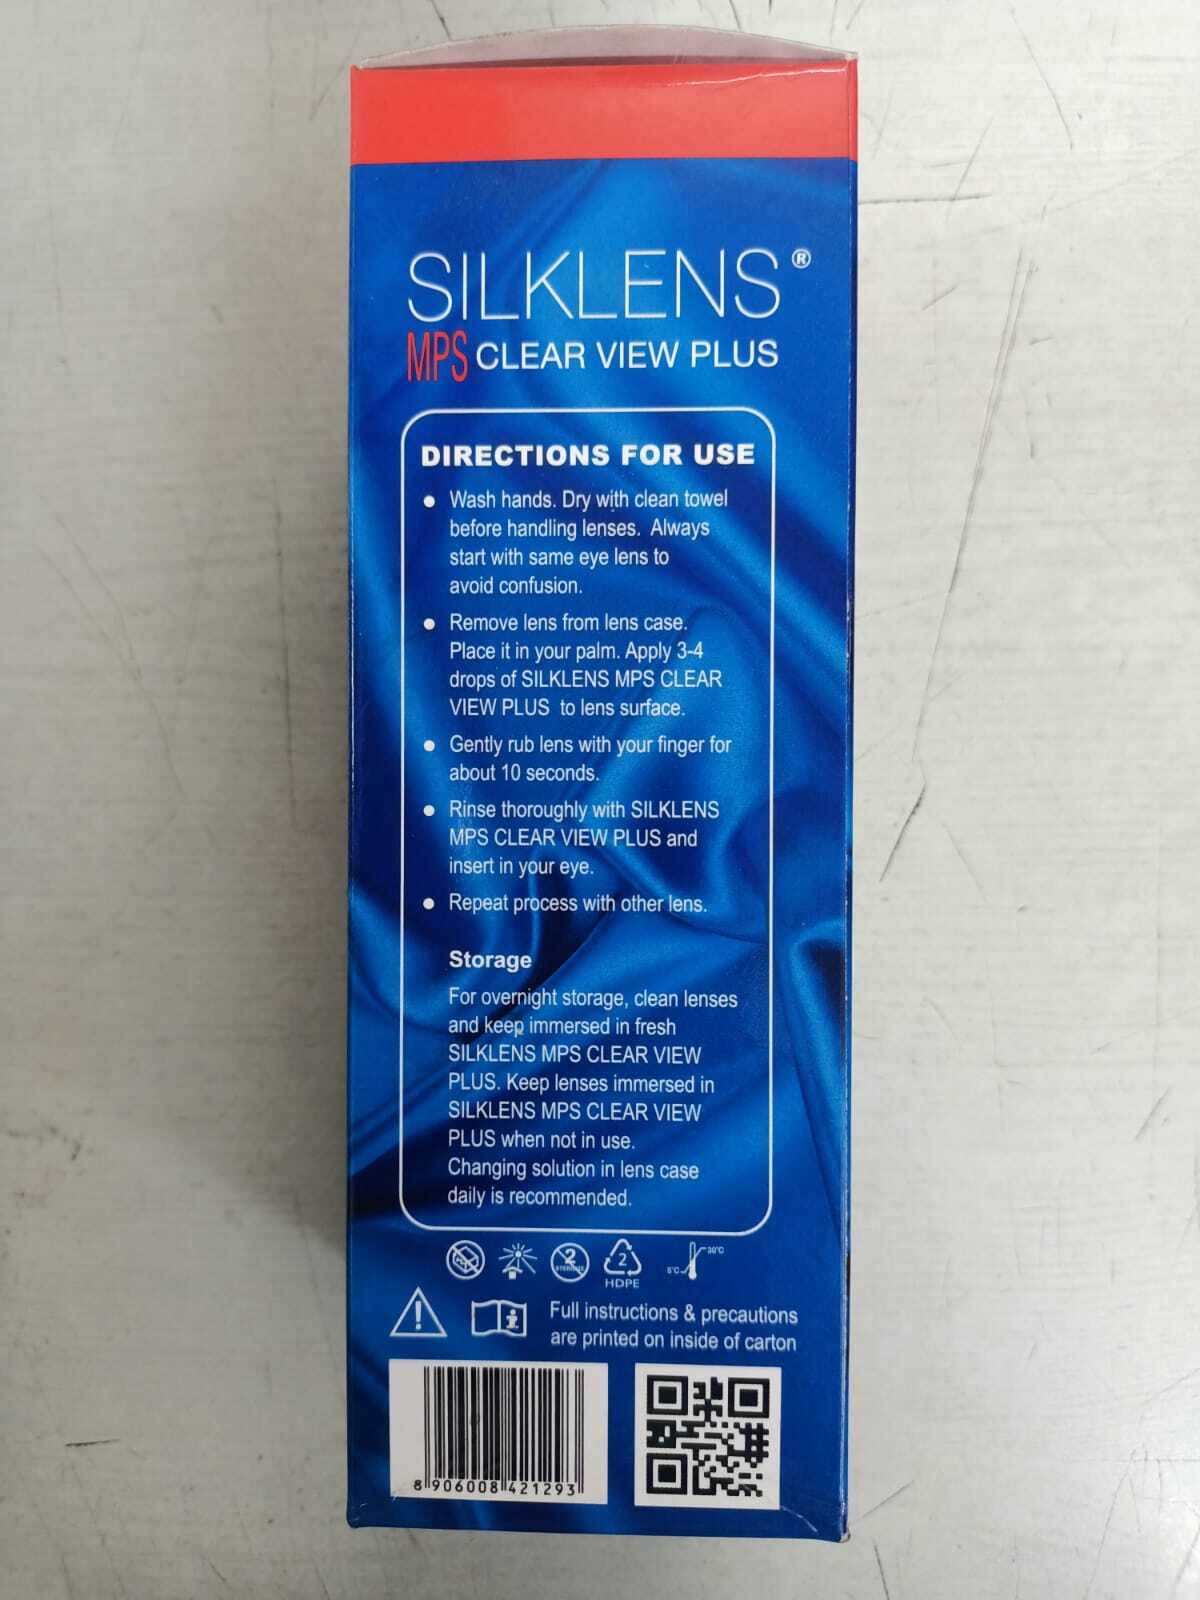 SILKLENS®
MPS CLEAR VIEW PLUS
DIRECTIONS FOR USE
• Wash hands. Dry with clean towel
before handling lenses. Always
start with same eye lens to
avoid confusion.
• Remove lens from lens case.
Place it in your palm. Apply 3-4
drops of SILKLENS MPS CLEAR
VIEW PLUS to lens surface.
• Gently rub lens with your finger for
about 10 seconds.
• Rinse thoroughly with SILKLENS
MPS CLEAR VIEW PLUS and
insert in your eye.
• Repeat process with other lens.
Storage
For overnight storage, clean lenses
and keep immersed in fresh
SILKLENS MPS CLEAR VIEW
PLUS. Keep lenses immersed in
SILKLENS MPS CLEAR VIEW
PLUS when not in use.
Changing solution in lens case
daily is recommended.
2 STERILIZE 2 HDPE 5°C 30°C
Full instructions & precautions
are printed on inside of carton
8 906008 421293